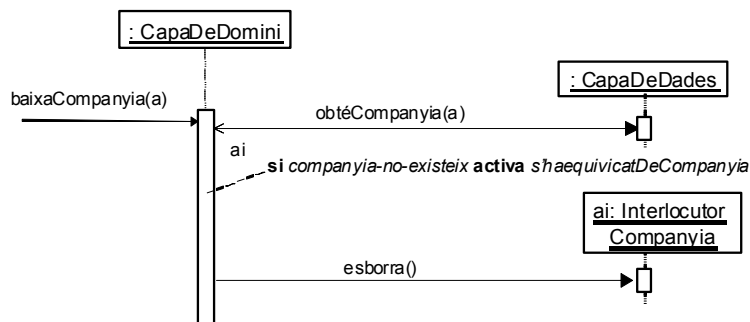 : CapaDeDomini
: CapaDeDades
baixaCompanyia(a)
obtéCompanyia(a)
ai
si companyia-no-existeix activa s'haequivicatDeCompanyia
ai: Interlocutor
Companyia
esborra()